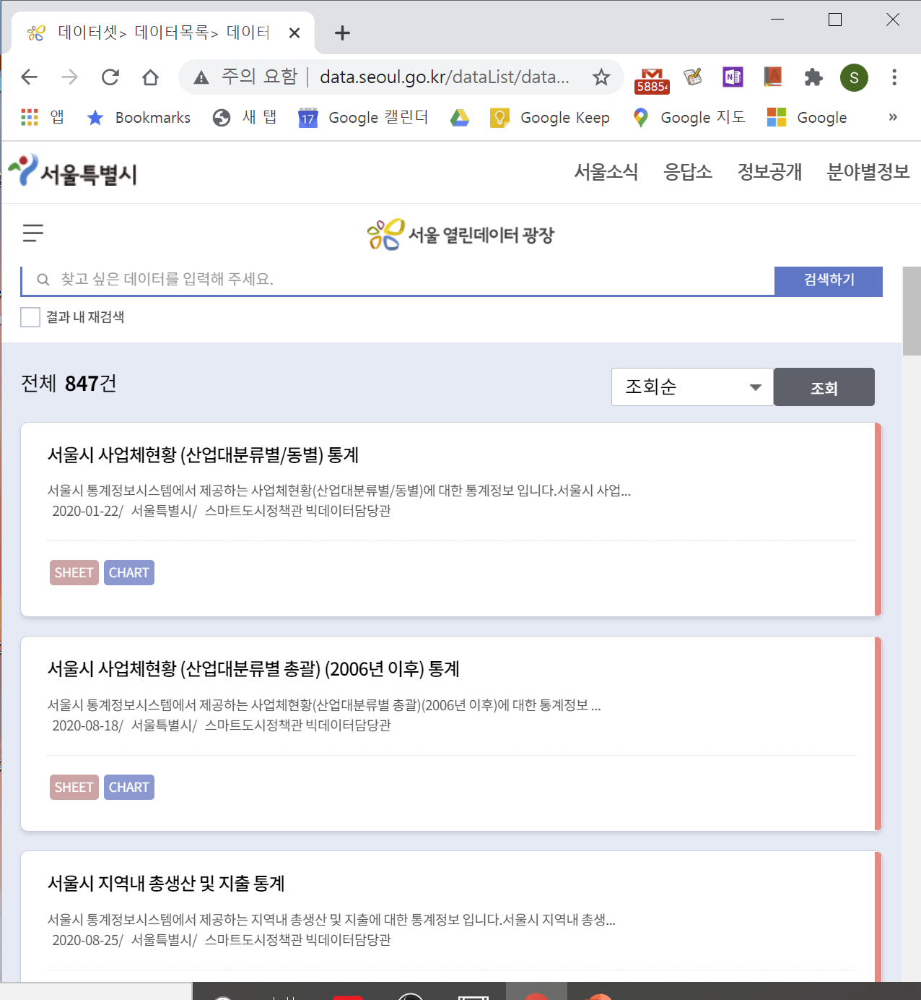 데이터셋> 데이터목록> 데이터
주의 요함 | data.seoul.go.kr/dataList/data...
58854
S
앱 Bookmarks 새 탭 17 Google 캘린더 Google Keep Google 지도 Google »
서울특별시 서울소식 응답소 정보공개 분야별정보
서울 열린데이터 광장
찾고 싶은 데이터를 입력해 주세요. 검색하기
결과 내 재검색
전체 847건 조회순 조회
서울시 사업체현황 (산업대분류별/동별) 통계
서울시 통계정보시스템에서 제공하는 사업체현황(산업대분류별/동별)에 대한 통계정보 입니다.서울시 사업...
2020-01-22/ 서울특별시/ 스마트도시정책관 빅데이터담당관
SHEET CHART
서울시 사업체현황 (산업대분류별 총괄) (2006년 이후) 통계
서울시 통계정보시스템에서 제공하는 사업체현황(산업대분류별 총괄)(2006년 이후)에 대한 통계정보 ...
2020-08-18/ 서울특별시/ 스마트도시정책관 빅데이터담당관
SHEET CHART
서울시 지역내 총생산 및 지출 통계
서울시 통계정보시스템에서 제공하는 지역내 총생산 및 지출에 대한 통계정보 입니다.서울시 지역내 총생...
2020-08-25/ 서울특별시/ 스마트도시정책관 빅데이터담당관